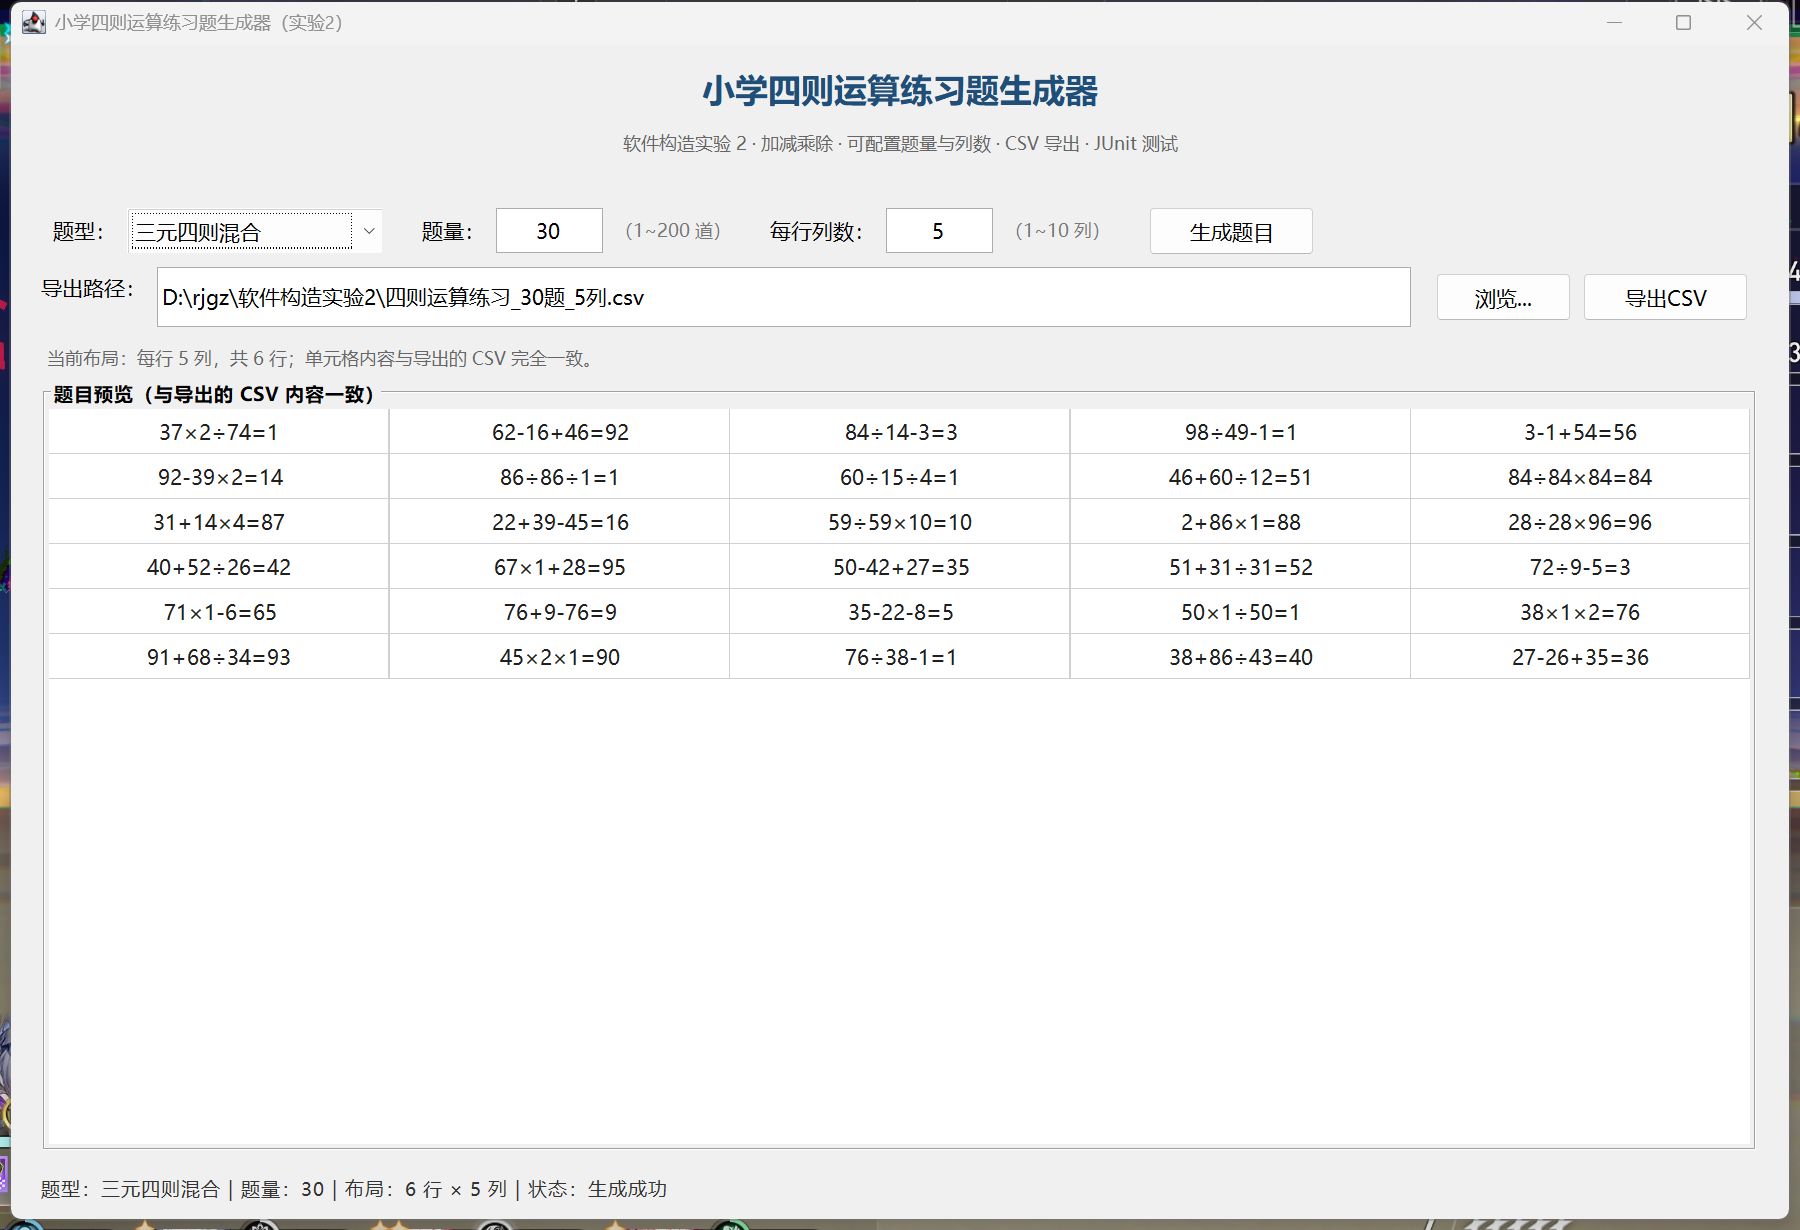 小学四则运算练习题生成器（实验2）
小学四则运算练习题生成器
软件构造实验 2 · 加减乘除 · 可配置题量与列数 · CSV 导出 · JUnit 测试
题型： 三元四则混合 题量： 30 （1~200 道） 每行列数： 5 （1~10 列） 生成题目
导出路径： D:\rjgz\软件构造实验2\四则运算练习_30题_5列.csv 浏览... 导出CSV
当前布局：每行 5 列，共 6 行；单元格内容与导出的 CSV 完全一致。
题目预览（与导出的 CSV 内容一致）
37×2÷74=1 62-16+46=92 84÷14-3=3 98÷49-1=1 3-1+54=56
92-39×2=14 86÷86÷1=1 60÷15÷4=1 46+60÷12=51 84÷84×84=84
31+14×4=87 22+39-45=16 59÷59×10=10 2+86×1=88 28÷28×96=96
40+52÷26=42 67×1+28=95 50-42+27=35 51+31÷31=52 72÷9-5=3
71×1-6=65 76+9-76=9 35-22-8=5 50×1÷50=1 38×1×2=76
91+68÷34=93 45×2×1=90 76÷38-1=1 38+86÷43=40 27-26+35=36
题型：三元四则混合 | 题量：30 | 布局：6 行 × 5 列 | 状态：生成成功